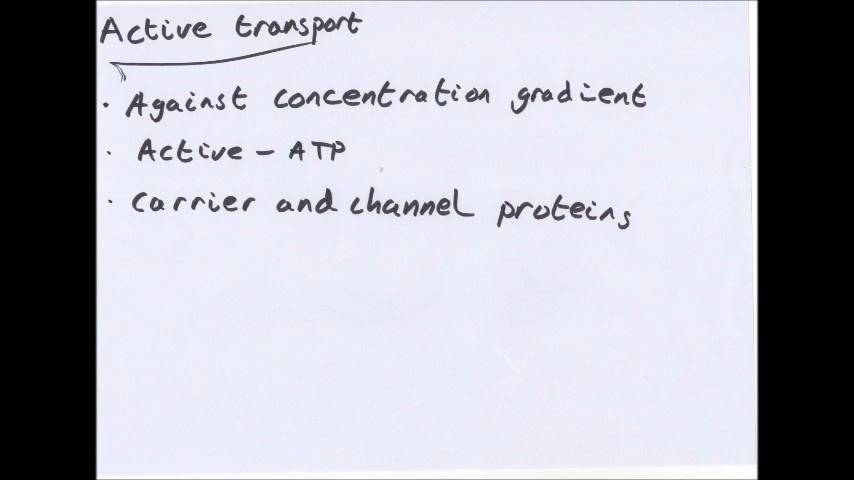 Active transport
· Against concentration gradient
· Active - ATP
· Carrier and channel proteins